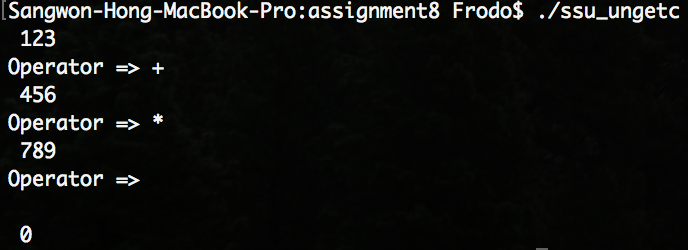 [Sangwon-Hong-MacBook-Pro:assignment8 Frodo$ ./ssu_ungetc
123
Operator => +
456
Operator => *
789
Operator =>
0